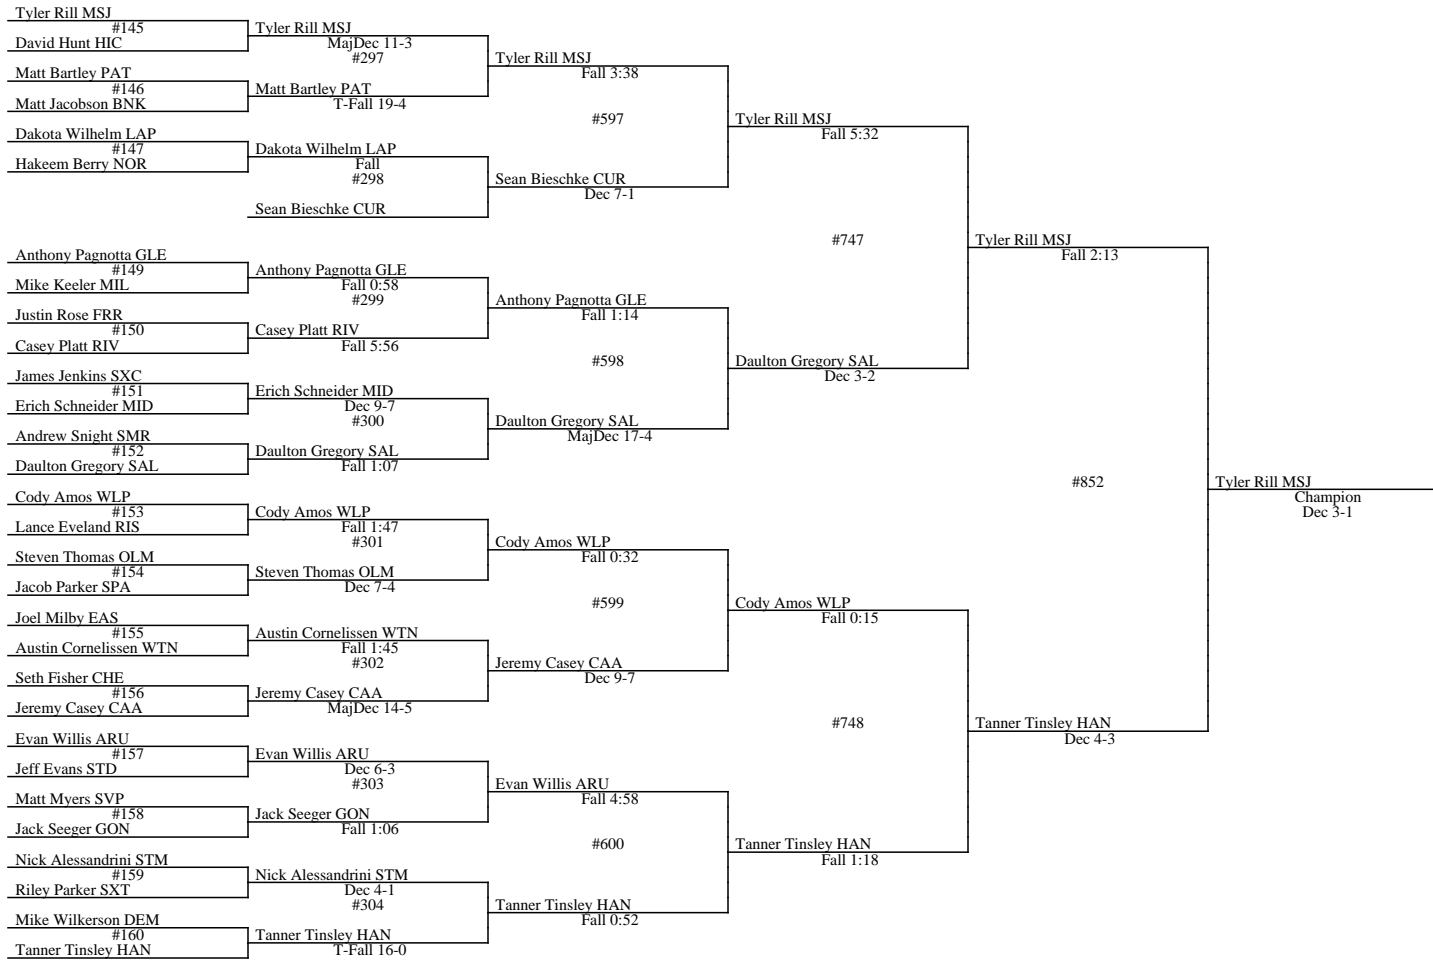 Tyler Rill MSJ
#145
David Hunt HIC
Matt Bartley PAT
#146
Matt Jacobson BNK
Dakota Wilhelm LAP
#147
Hakeem Berry NOR
Anthony Pagnotta GLE
#149
Mike Keeler MIL
Justin Rose FRR
#150
Casey Platt RIV
James Jenkins SXC
#151
Erich Schneider MID
Andrew Snight SMR
#152
Daulton Gregory SAL
Cody Amos WLP
#153
Lance Eveland RIS
Steven Thomas OLM
#154
Jacob Parker SPA
Joel Milby EAS
#155
Austin Cornelissen WTN
Seth Fisher CHE
#156
Jeremy Casey CAA
Evan Willis ARU
#157
Jeff Evans STD
Matt Myers SVP
#158
Jack Seeger GON
Nick Alessandrini STM
#159
Riley Parker SXT
Mike Wilkerson DEM
#160
Tanner Tinsley HAN
Tyler Rill MSJ
MajDec 11-3
#297
Matt Bartley PAT
T-Fall 19-4
Dakota Wilhelm LAP
Fall
#298
Sean Bieschke CUR
Anthony Pagnotta GLE
Fall 0:58
#299
Casey Platt RIV
Fall 5:56
Erich Schneider MID
Dec 9-7
#300
Daulton Gregory SAL
Fall 1:07
Cody Amos WLP
Fall 1:47
#301
Steven Thomas OLM
Dec 7-4
Austin Cornelissen WTN
Fall 1:45
#302
Jeremy Casey CAA
MajDec 14-5
Evan Willis ARU
Dec 6-3
#303
Jack Seeger GON
Fall 1:06
Nick Alessandrini STM
Dec 4-1
#304
Tanner Tinsley HAN
T-Fall 16-0
Tyler Rill MSJ
Fall 3:38
#597
Sean Bieschke CUR
Dec 7-1
Anthony Pagnotta GLE
Fall 1:14
#598
Daulton Gregory SAL
MajDec 17-4
Cody Amos WLP
Fall 0:32
#599
Jeremy Casey CAA
Dec 9-7
Evan Willis ARU
Fall 4:58
#600
Tanner Tinsley HAN
Fall 0:52
Tyler Rill MSJ
Fall 5:32
#747
Daulton Gregory SAL
Dec 3-2
Cody Amos WLP
Fall 0:15
#748
Tanner Tinsley HAN
Fall 1:18
Tyler Rill MSJ
Fall 2:13
#852
Tanner Tinsley HAN
Dec 4-3
Tyler Rill MSJ
Champion
Dec 3-1